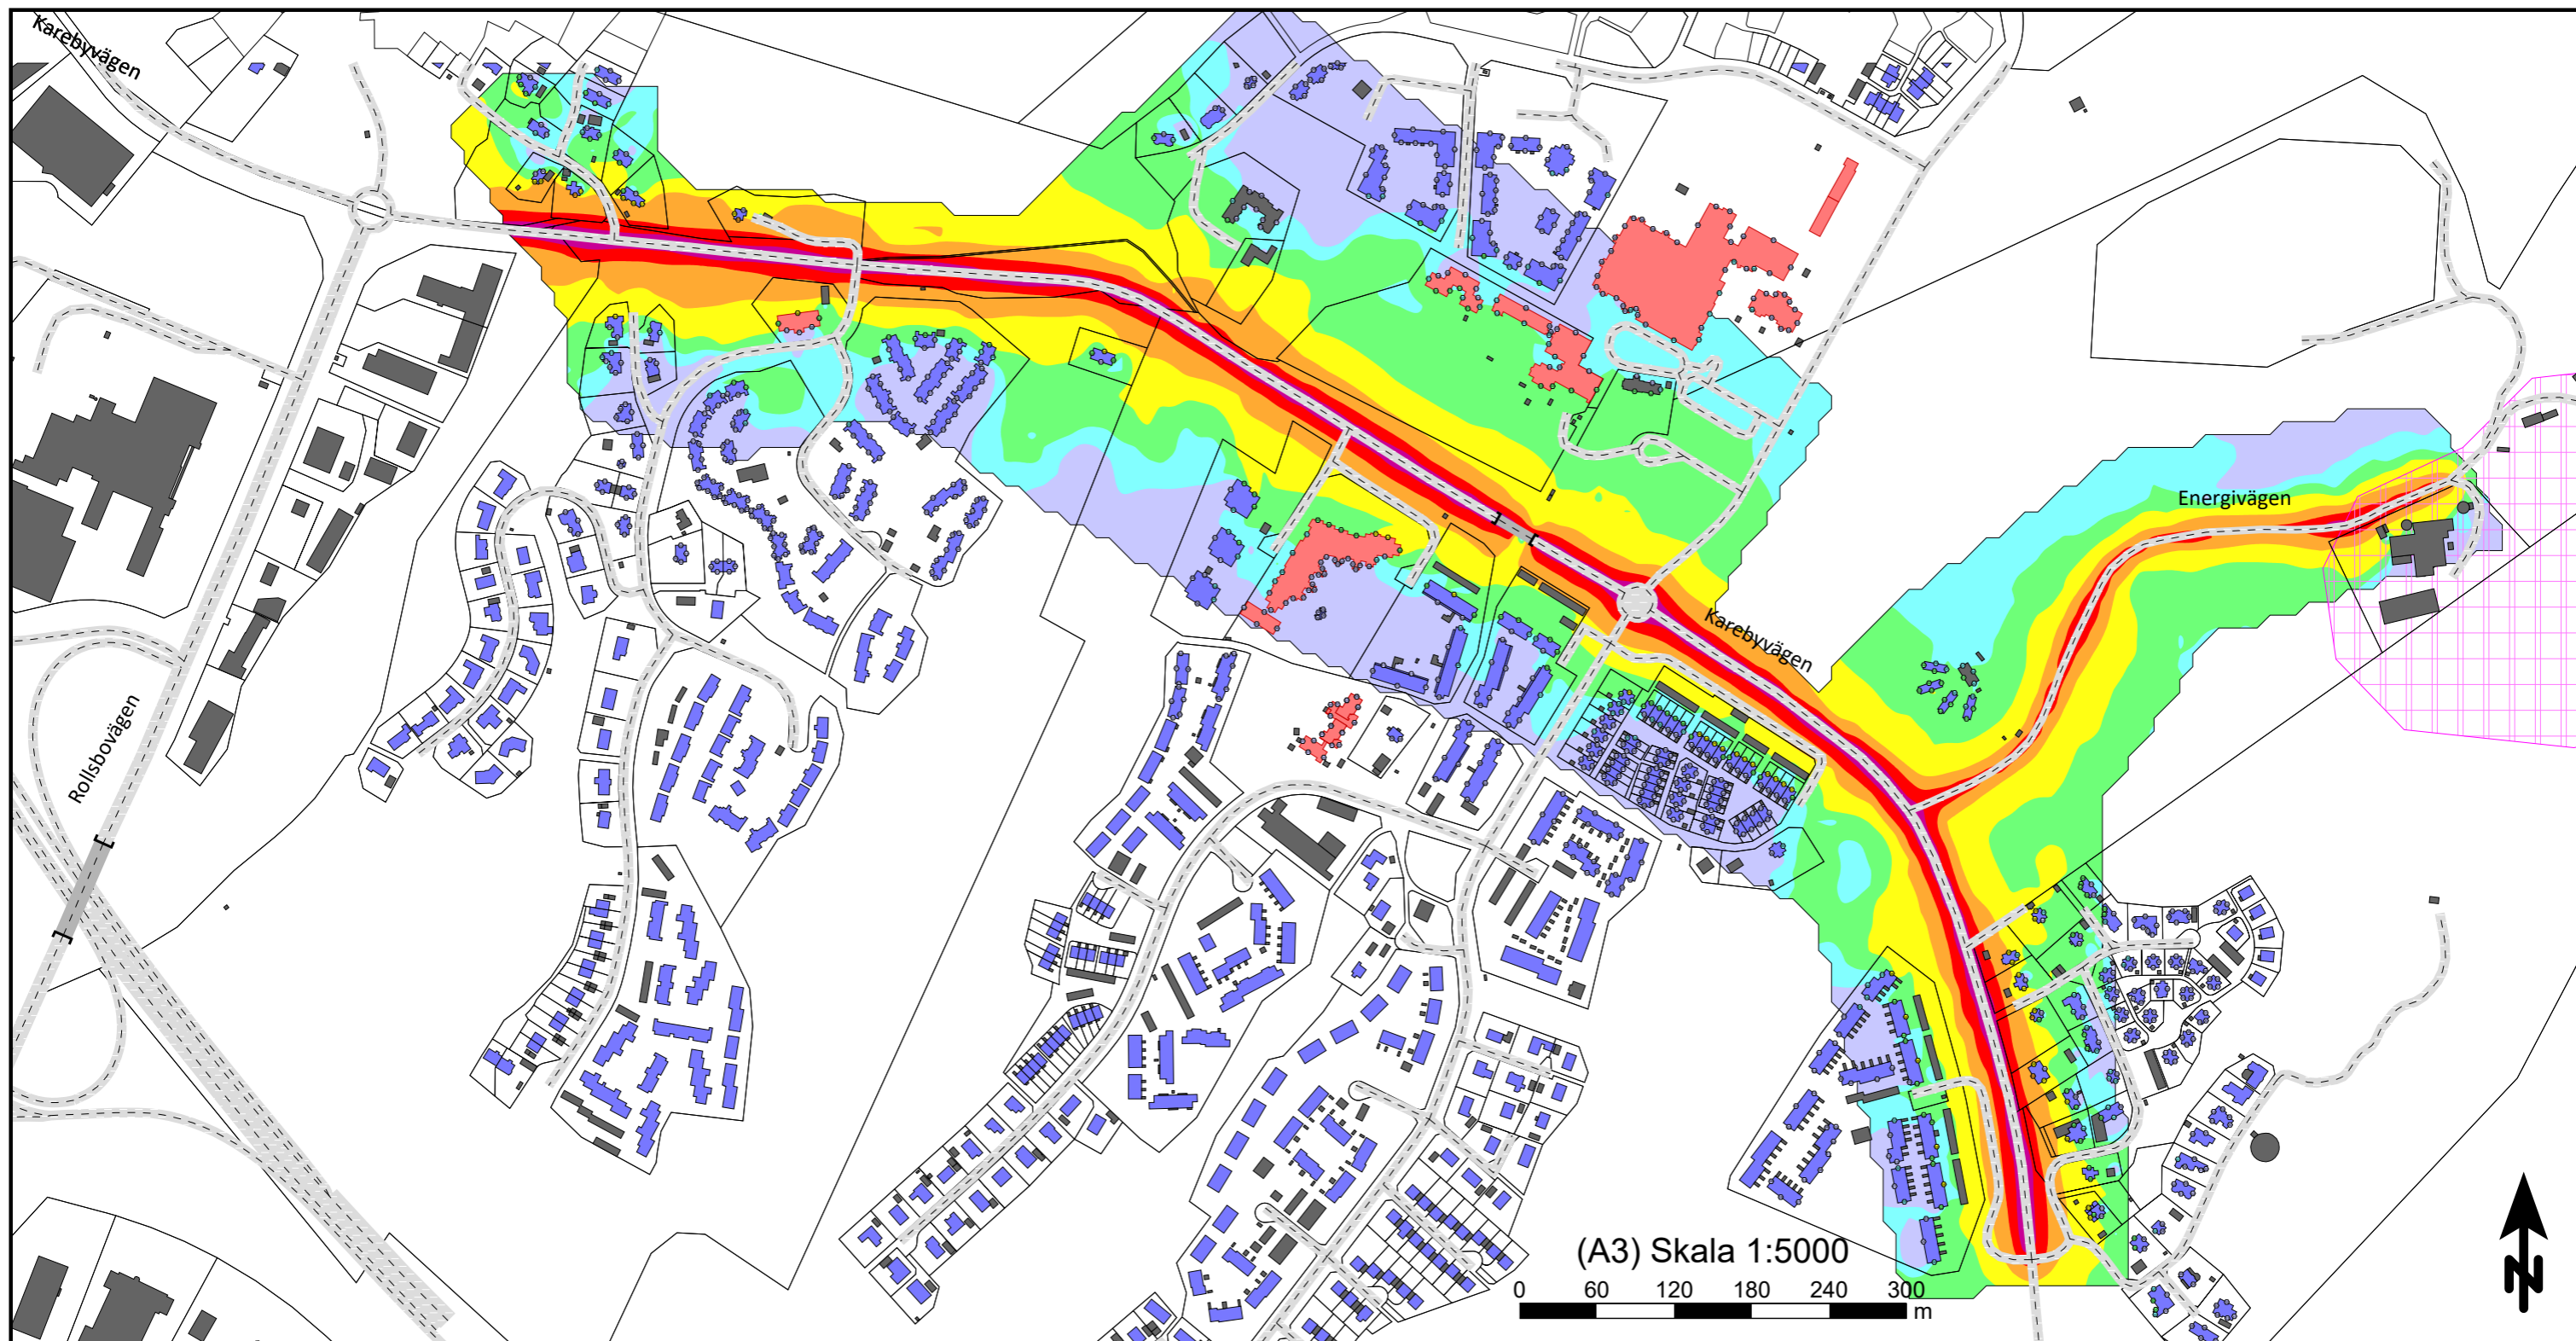 Karebyvägen
Energivägen
Karebyvägen
Rollsbovägen
(A3) Skala 1:5000
0 60 120 180 240 300
m
N